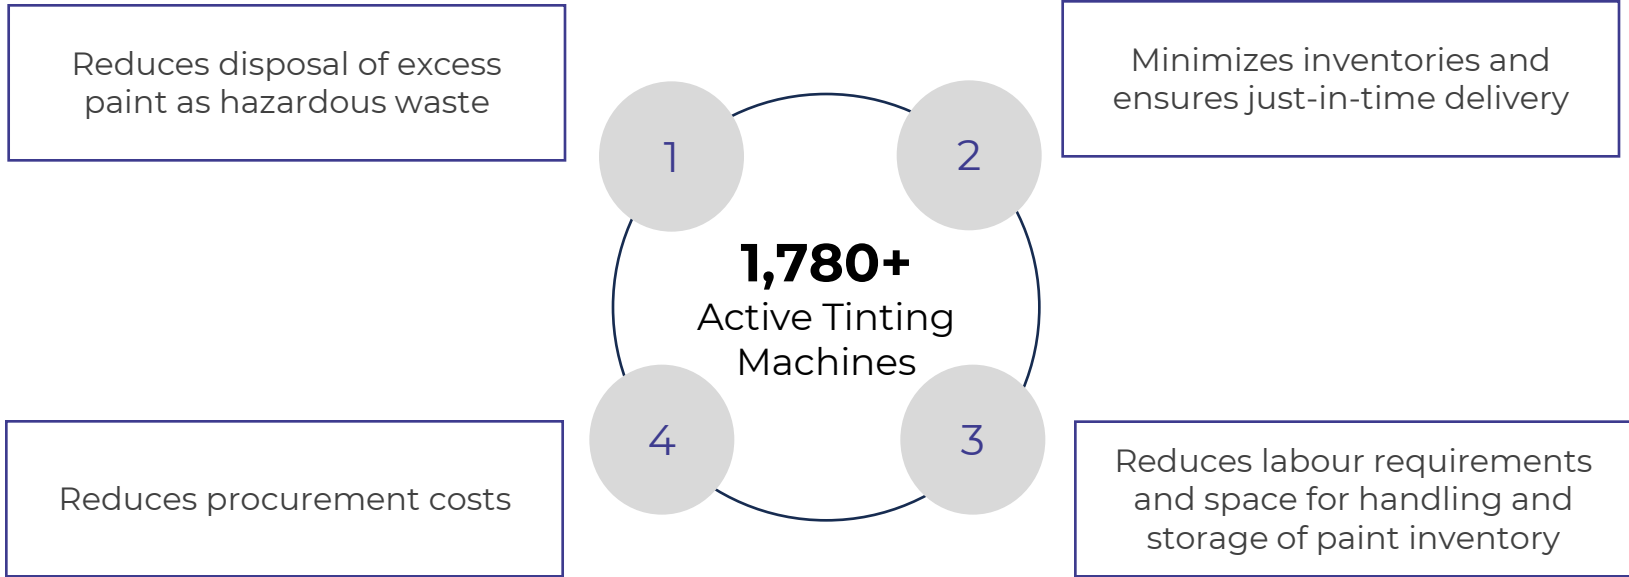 Reduces disposal of excess
paint as hazardous waste
1
2
Minimizes inventories and
ensures just-in-time delivery
1,780+
Active Tinting
Machines
Reduces procurement costs
4
3
Reduces labour requirements
and space for handling and
storage of paint inventory